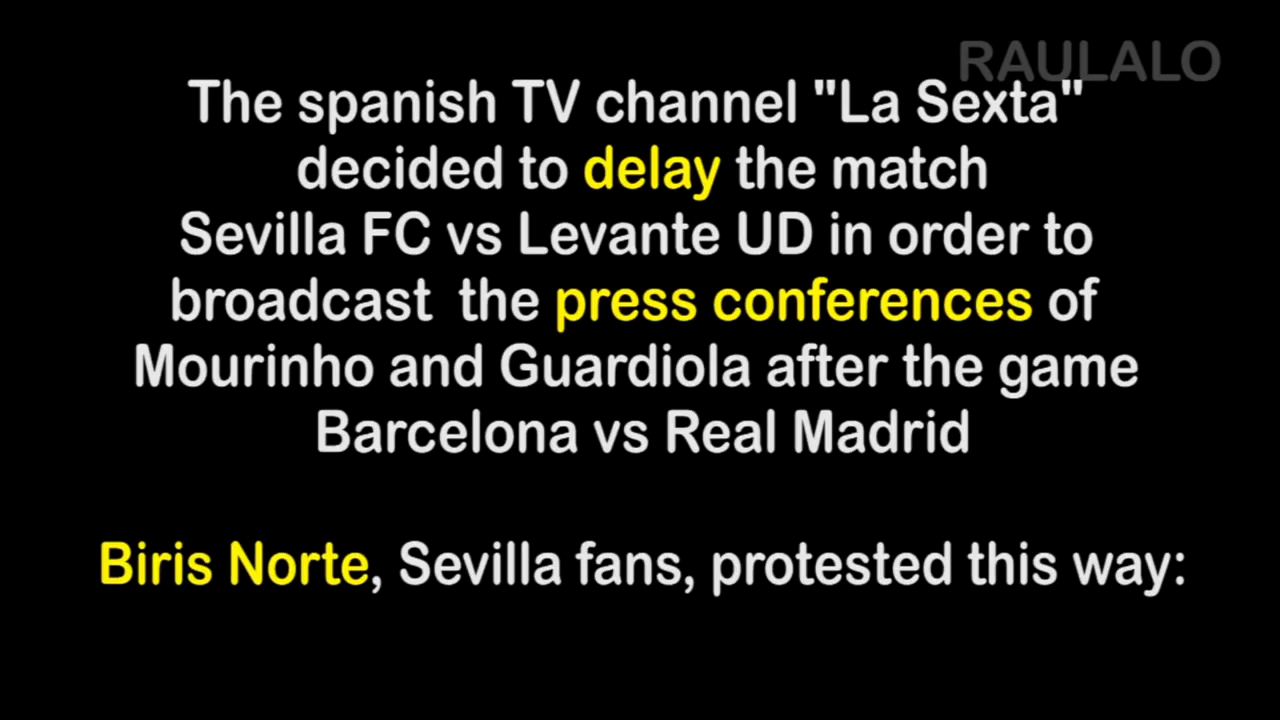 RAULALO
The spanish TV channel "La Sexta"
decided to delay the match
Sevilla FC vs Levante UD in order to
broadcast the press conferences of
Mourinho and Guardiola after the game
Barcelona vs Real Madrid
Biris Norte, Sevilla fans, protested this way: